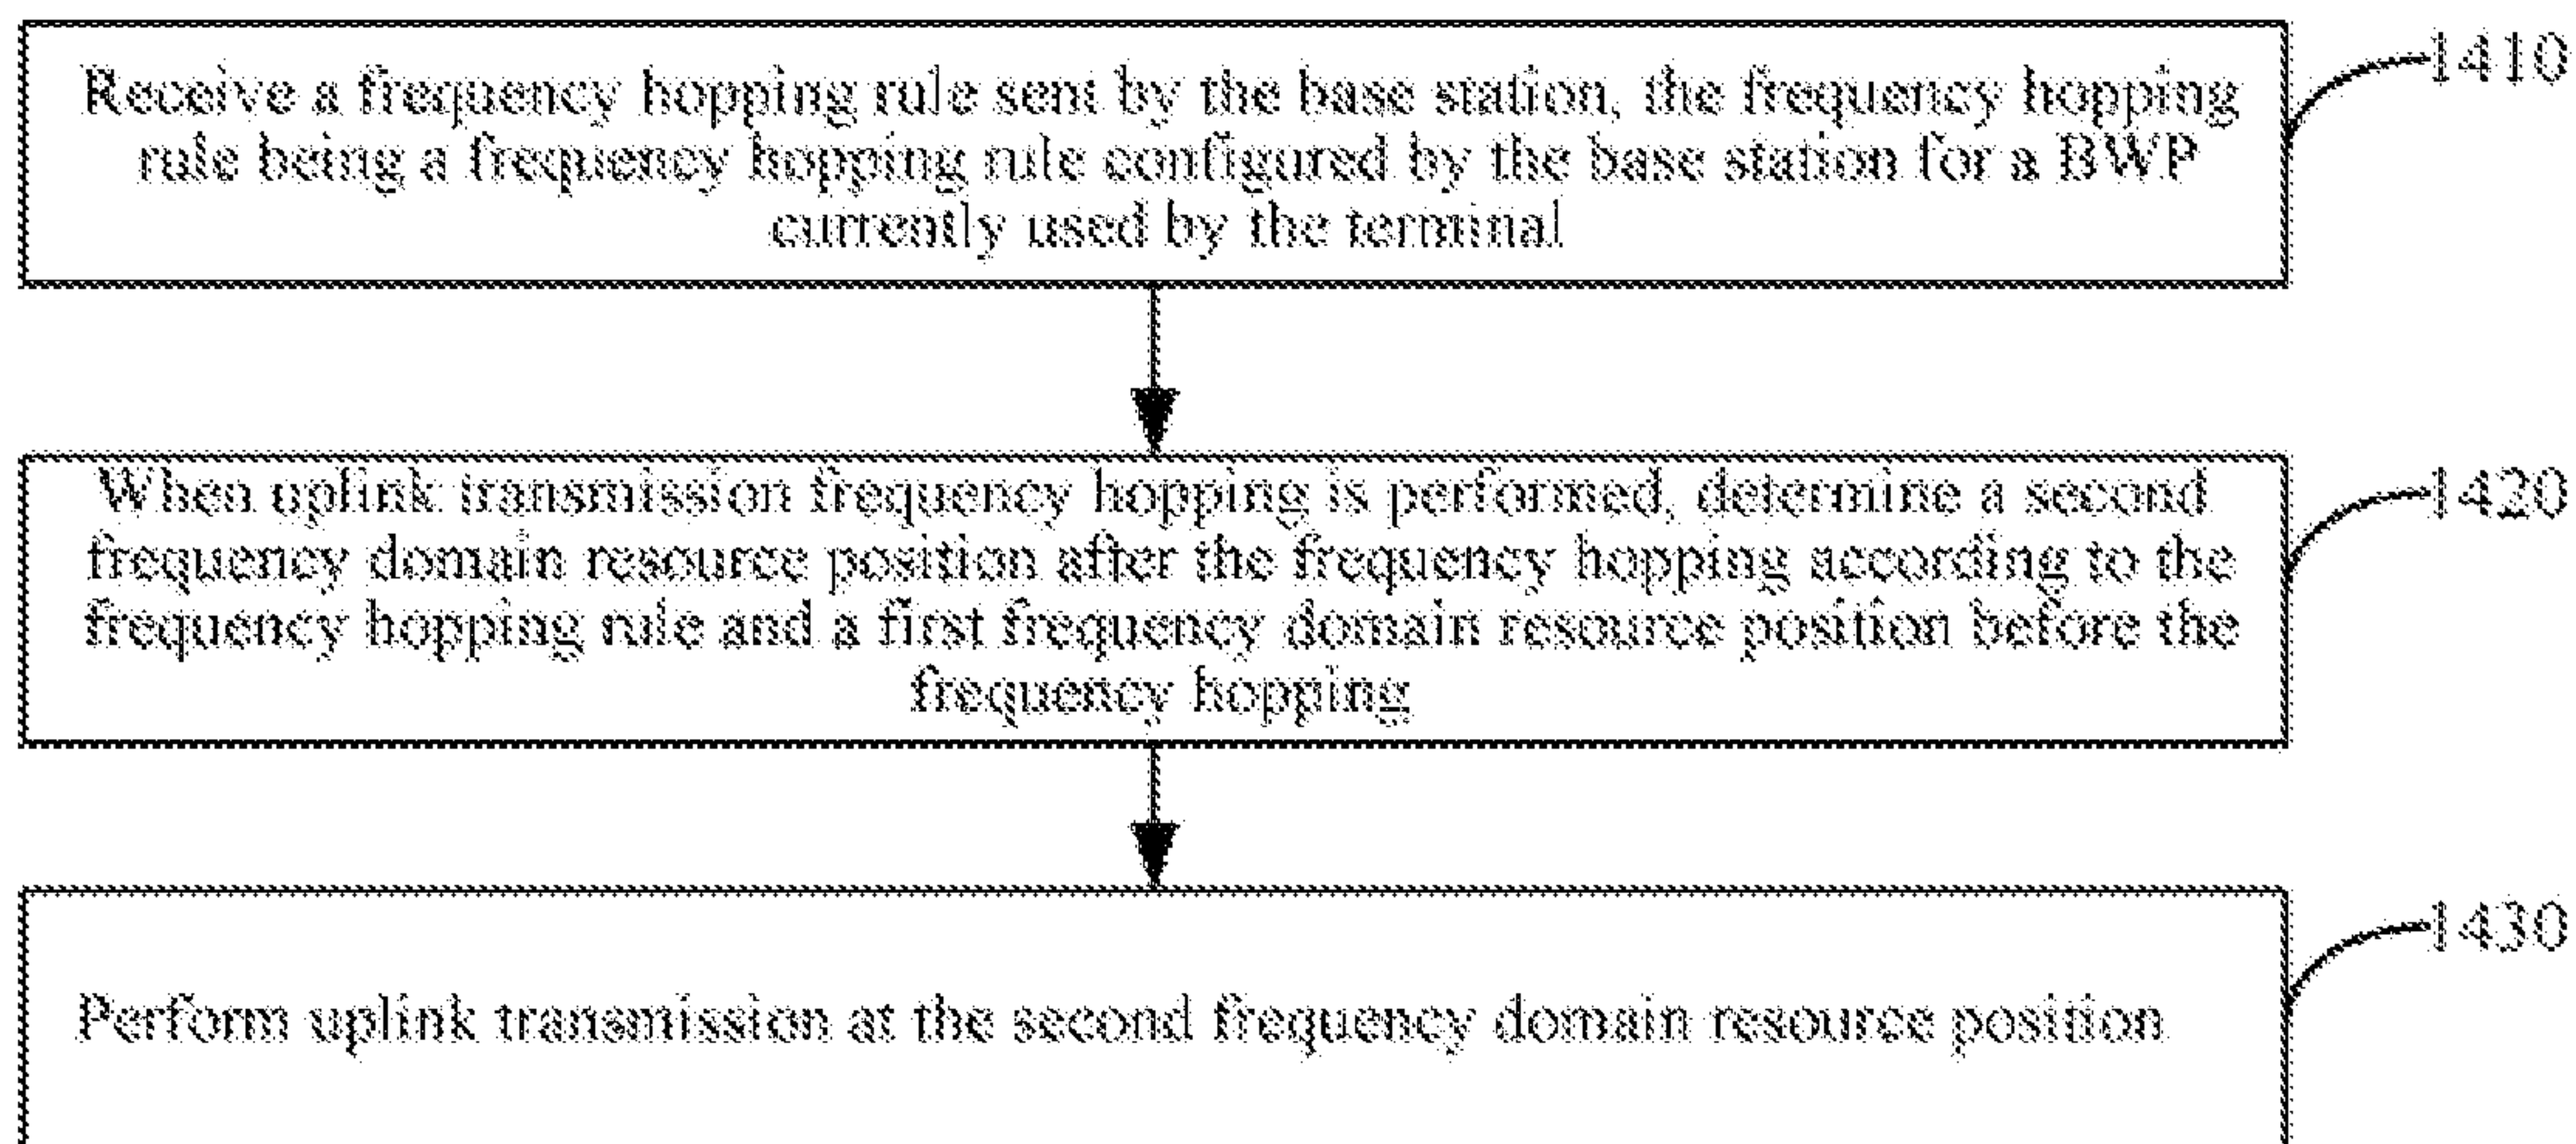 Receive a frequency hopping rule sent by the base station, the frequency hopping
rule being a frequency hopping rule configured by the base station for a BWP
currently used by the terminal
1410
When uplink transmission frequency hopping is performed, determine a second
frequency domain resource position after the frequency hopping according to the
frequency hopping rule and a first frequency domain resource position before the
frequency hopping
1420
Perform uplink transmission at the second frequency domain resource position
1430